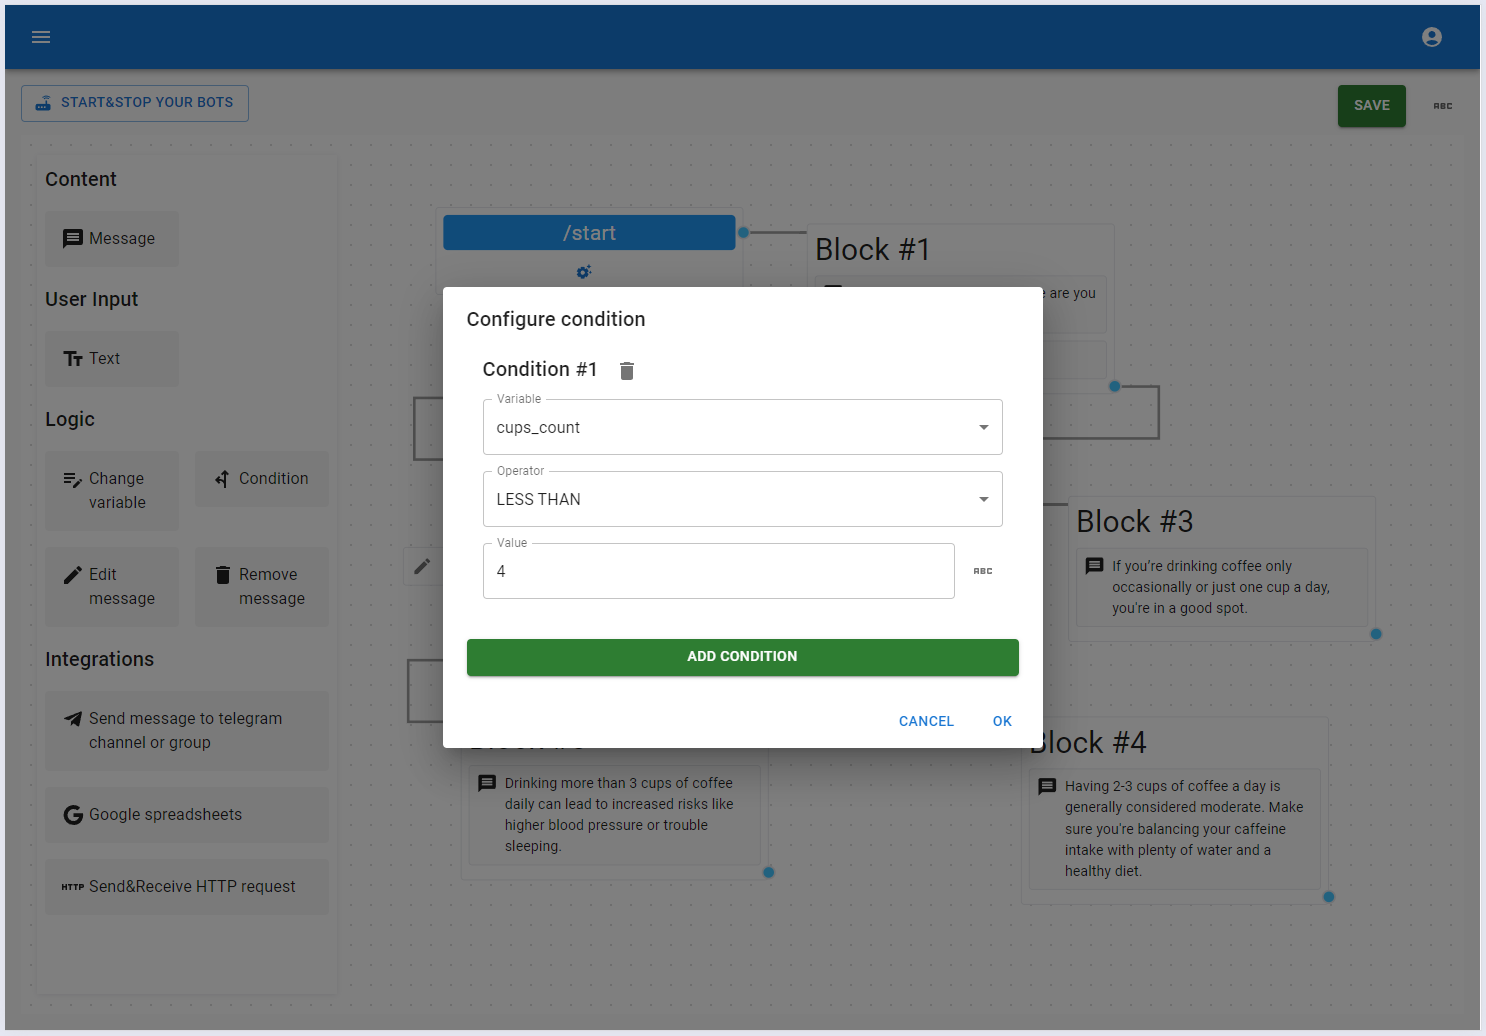 START&STOP YOUR BOTS
SAVE
ABC
Content
Message
User Input
Text
Logic
Change
variable
Condition
Edit
message
Remove
message
Integrations
Send message to telegram
channel or group
Google spreadsheets
HTTP Send&Receive HTTP request
/start
Block #1
are you
Configure condition
Condition #1
Variable
cups_count
Operator
LESS THAN
Value
4
ABC
ADD CONDITION
CANCEL
OK
Block #3
If you're drinking coffee only
occasionally or just one cup a day,
you're in a good spot.
Drinking more than 3 cups of coffee
daily can lead to increased risks like
higher blood pressure or trouble
sleeping.
Block #4
Having 2-3 cups of coffee a day is
generally considered moderate. Make
sure you're balancing your caffeine
intake with plenty of water and a
healthy diet.